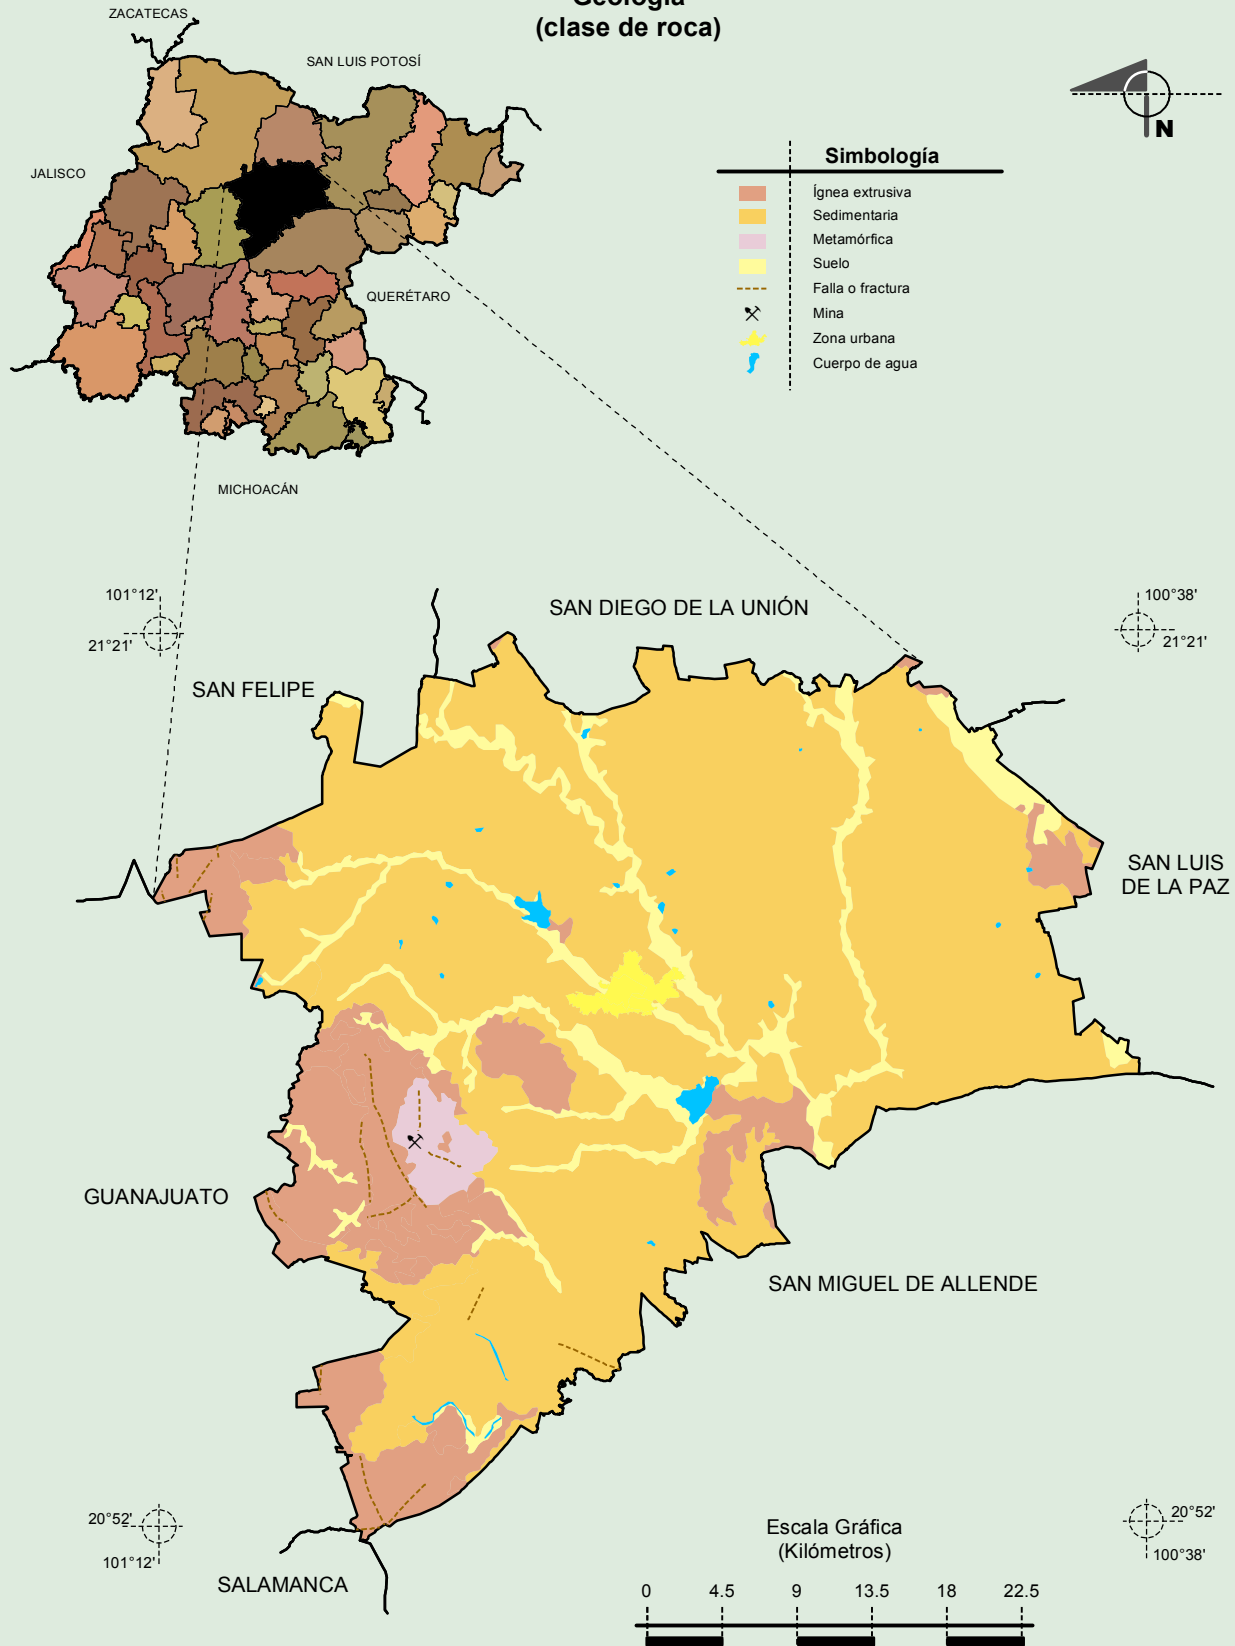 Geología
(clase de roca)
ZACATECAS
SAN LUIS POTOSÍ
JALISCO
QUERÉTARO
MICHOACÁN
N
Simbología
Ígnea extrusiva
Sedimentaria
Metamórfica
Suelo
Falla o fractura
Mina
Zona urbana
Cuerpo de agua
101°12'
21°21'
100°38'
21°21'
SAN DIEGO DE LA UNIÓN
SAN FELIPE
SAN LUIS
DE LA PAZ
GUANAJUATO
SAN MIGUEL DE ALLENDE
20°52'
101°12'
SALAMANCA
20°52'
100°38'
Escala Gráfica
(Kilómetros)
0 4.5 9 13.5 18 22.5